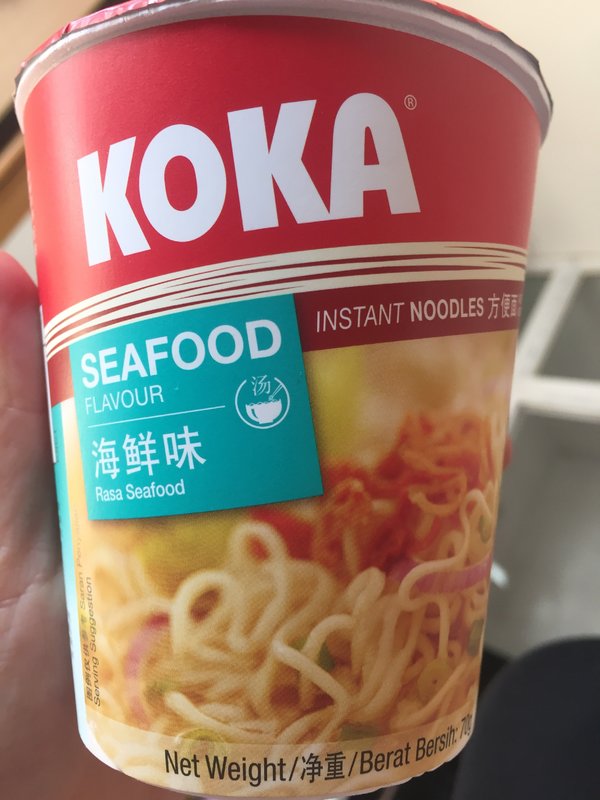 KOKA®
INSTANT NOODLES 方便面
SEAFOOD
FLAVOUR
汤
海鲜味
Rasa Seafood
Serving Suggestion
Net Weight/净重/Berat Bersih: 70g